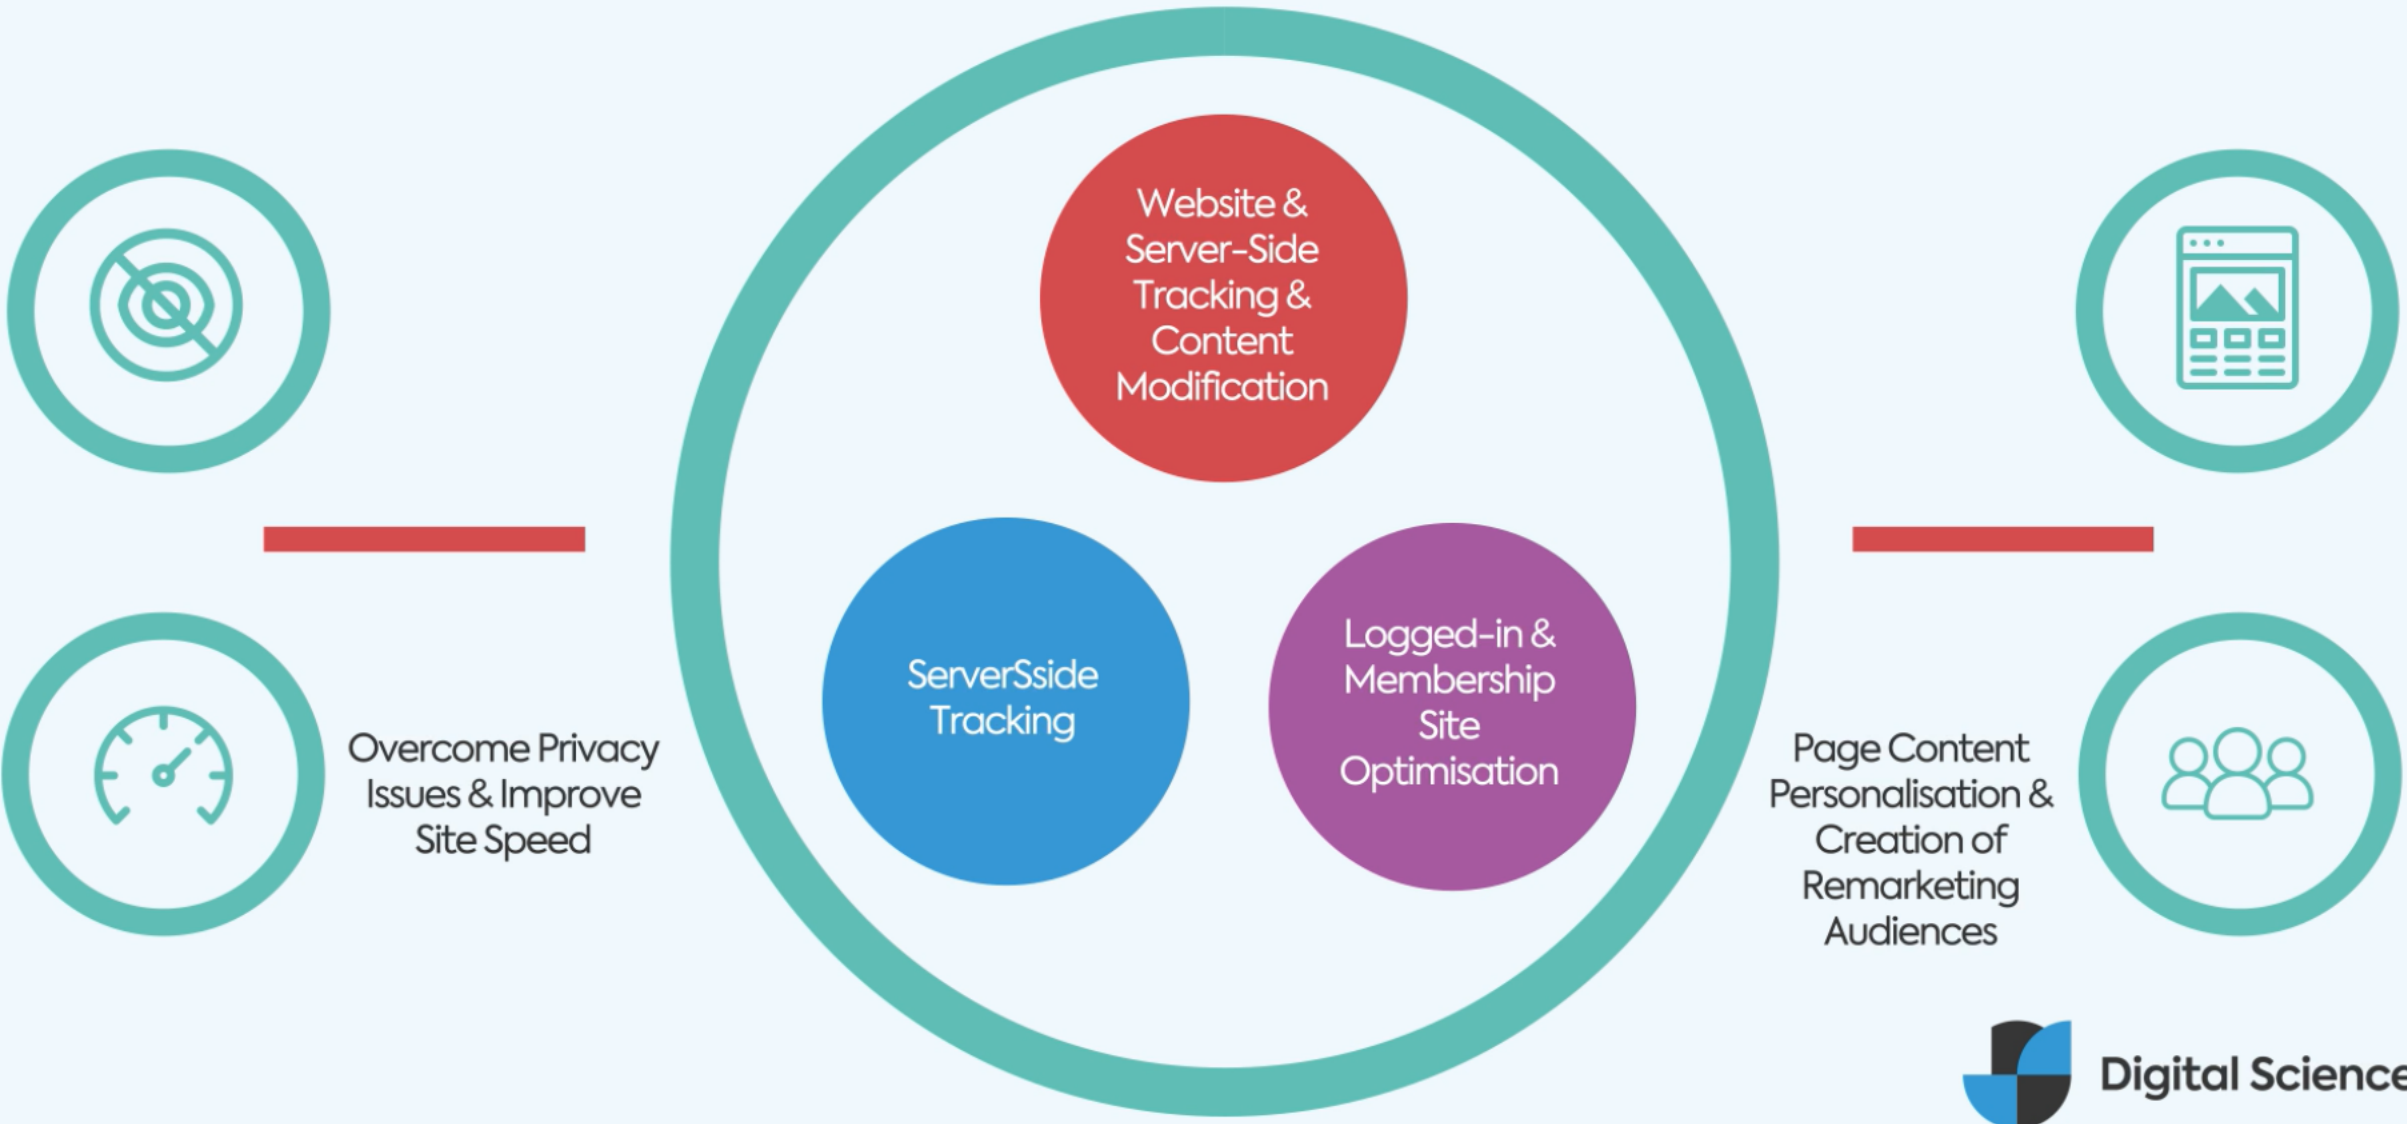 Website &
Server-Side
Tracking &
Content
Modification
ServerSside
Tracking
Logged-in &
Membership
Site
Optimisation
Overcome Privacy
Issues & Improve
Site Speed
Page Content
Personalisation &
Creation of
Remarketing
Audiences
Digital Science